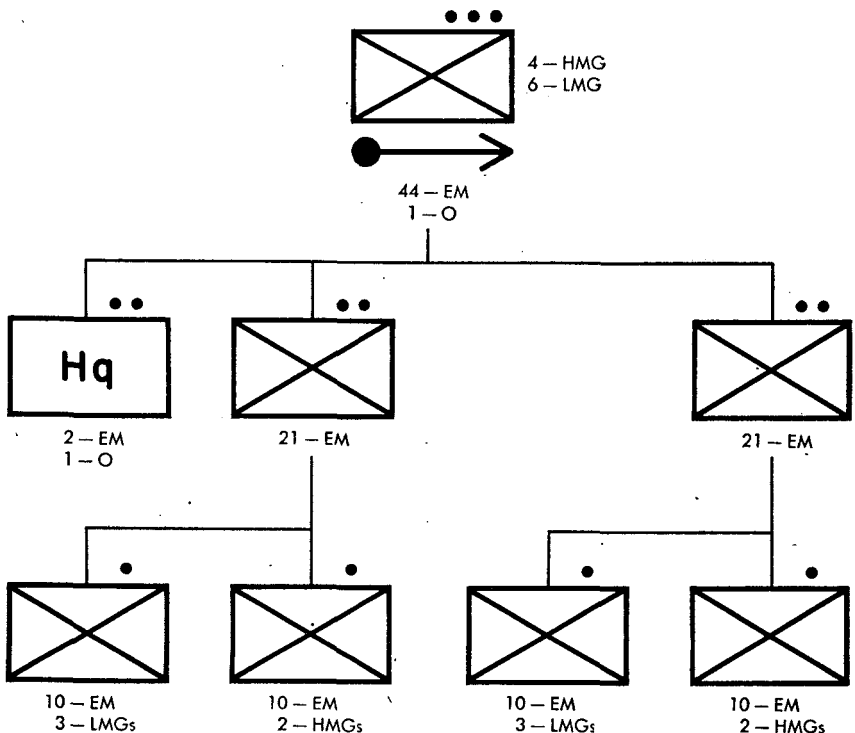 4 — HMG
6 — LMG
44 — EM
1 — O
Hq
2 — EM
1 — O
21 — EM
21 — EM
10 — EM
3 — LMGs
10 — EM
2 — HMGs
10 — EM
3 — LMGs
10 — EM
2 — HMGs